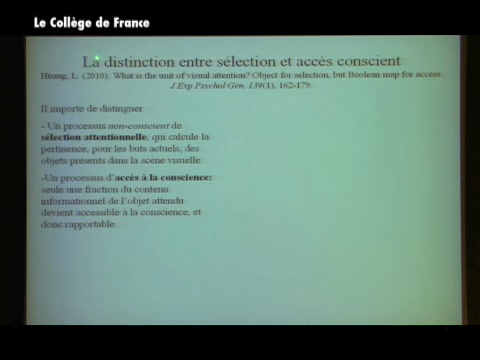 Le Collège de France
La distinction entre sélection et accès conscient
Huang, L. (2010). What is the unit of visual attention? Object for selection, but Boolean map for access.
J Exp Psychol Gen, 139(1), 162-179.
Il importe de distinguer
- Un processus non-conscient de
sélection attentionnelle, qui calcule la
pertinence, pour les buts actuels, des
objets présents dans la scène visuelle.
-Un processus d'accès à la conscience:
seule une fraction du contenu
informationnel de l'objet attendu
devient accessible à la conscience, et
donc rapportable.